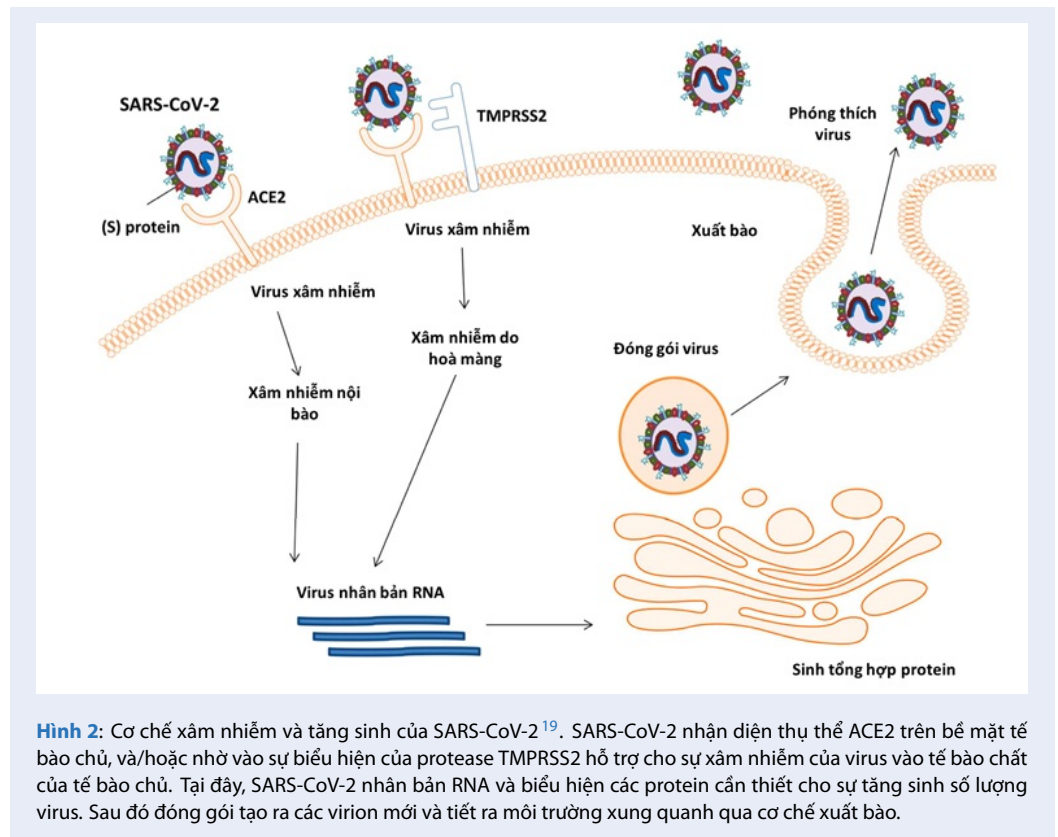 SARS-CoV-2
(S) protein
ACE2
TMPRSS2
Phóng thích
virus
Virus xâm nhiễm
Virus xâm nhiễm
Xuất bào
Xâm nhiễm nội
bào
Xâm nhiễm do
hoà màng
Đóng gói virus
Virus nhân bản RNA
Sinh tổng hợp protein
Hình 2: Cơ chế xâm nhiễm và tăng sinh của SARS-CoV-2 19. SARS-CoV-2 nhận diện thụ thể ACE2 trên bề mặt tế
bào chủ, và/hoặc nhờ vào sự biểu hiện của protease TMPRSS2 hỗ trợ cho sự xâm nhiễm của virus vào tế bào chất
của tế bào chủ. Tại đây, SARS-CoV-2 nhân bản RNA và biểu hiện các protein cần thiết cho sự tăng sinh số lượng
virus. Sau đó đóng gói tạo ra các virion mới và tiết ra môi trường xung quanh qua cơ chế xuất bào.